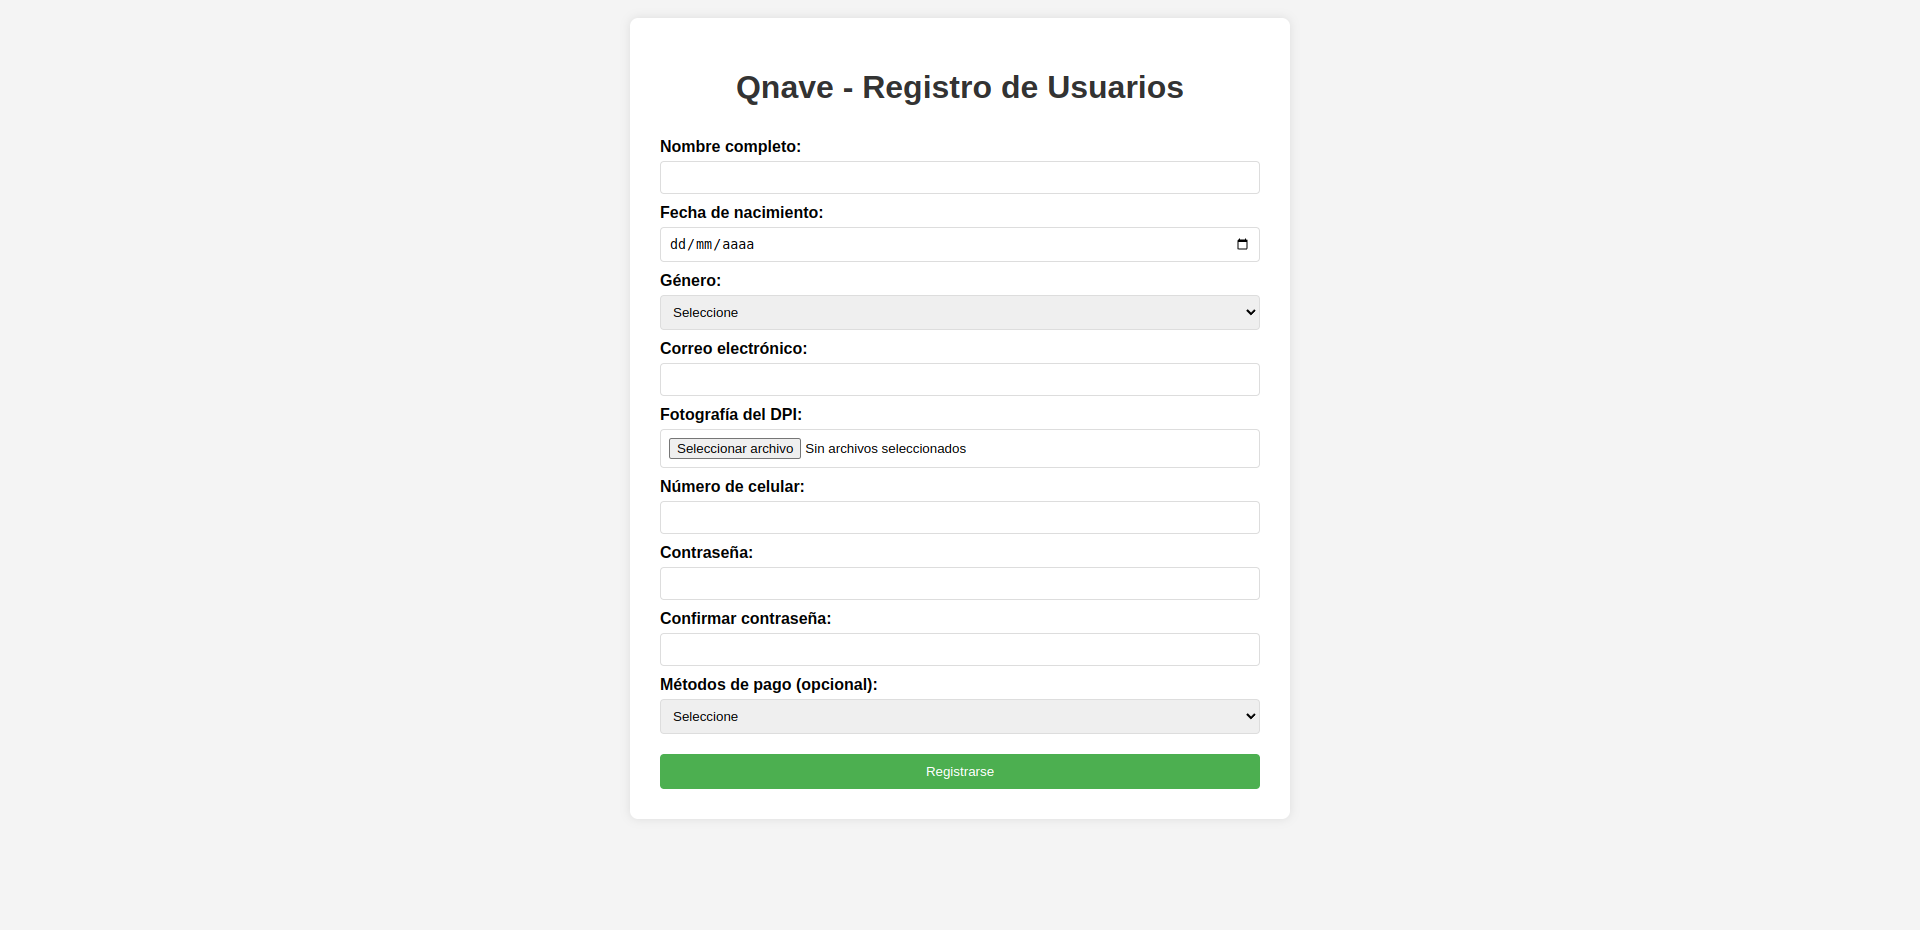 Qnave - Registro de Usuarios
Nombre completo:
Fecha de nacimiento:
dd/mm/aaaa
Género:
Seleccione
Correo electrónico:
Fotografía del DPI:
Seleccionar archivo Sin archivos seleccionados
Número de celular:
Contraseña:
Confirmar contraseña:
Métodos de pago (opcional):
Seleccione
Registrarse